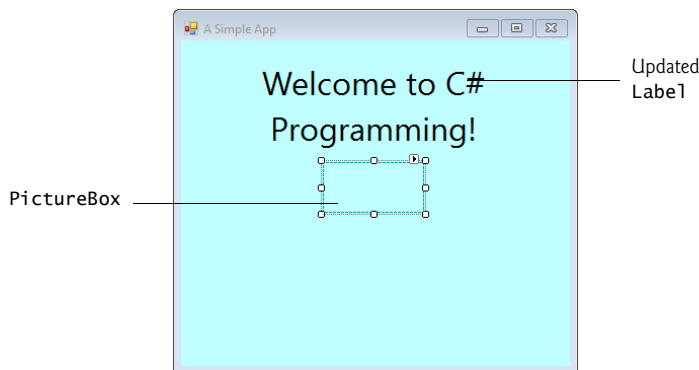 A Simple App
Welcome to C#
Programming!
Updated
Label
PictureBox